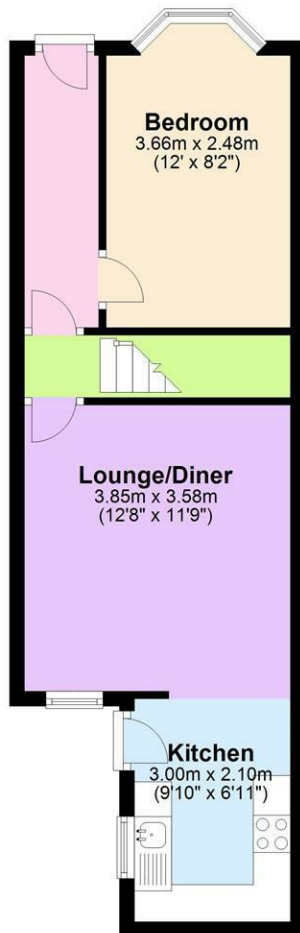 Bedroom
3.66m x 2.48m
(12' x 8'2")
Lounge/Diner
3.85m x 3.58m
(12'8" x 11'9")
Kitchen
3.00m x 2.10m
(9'10" x 6'11")